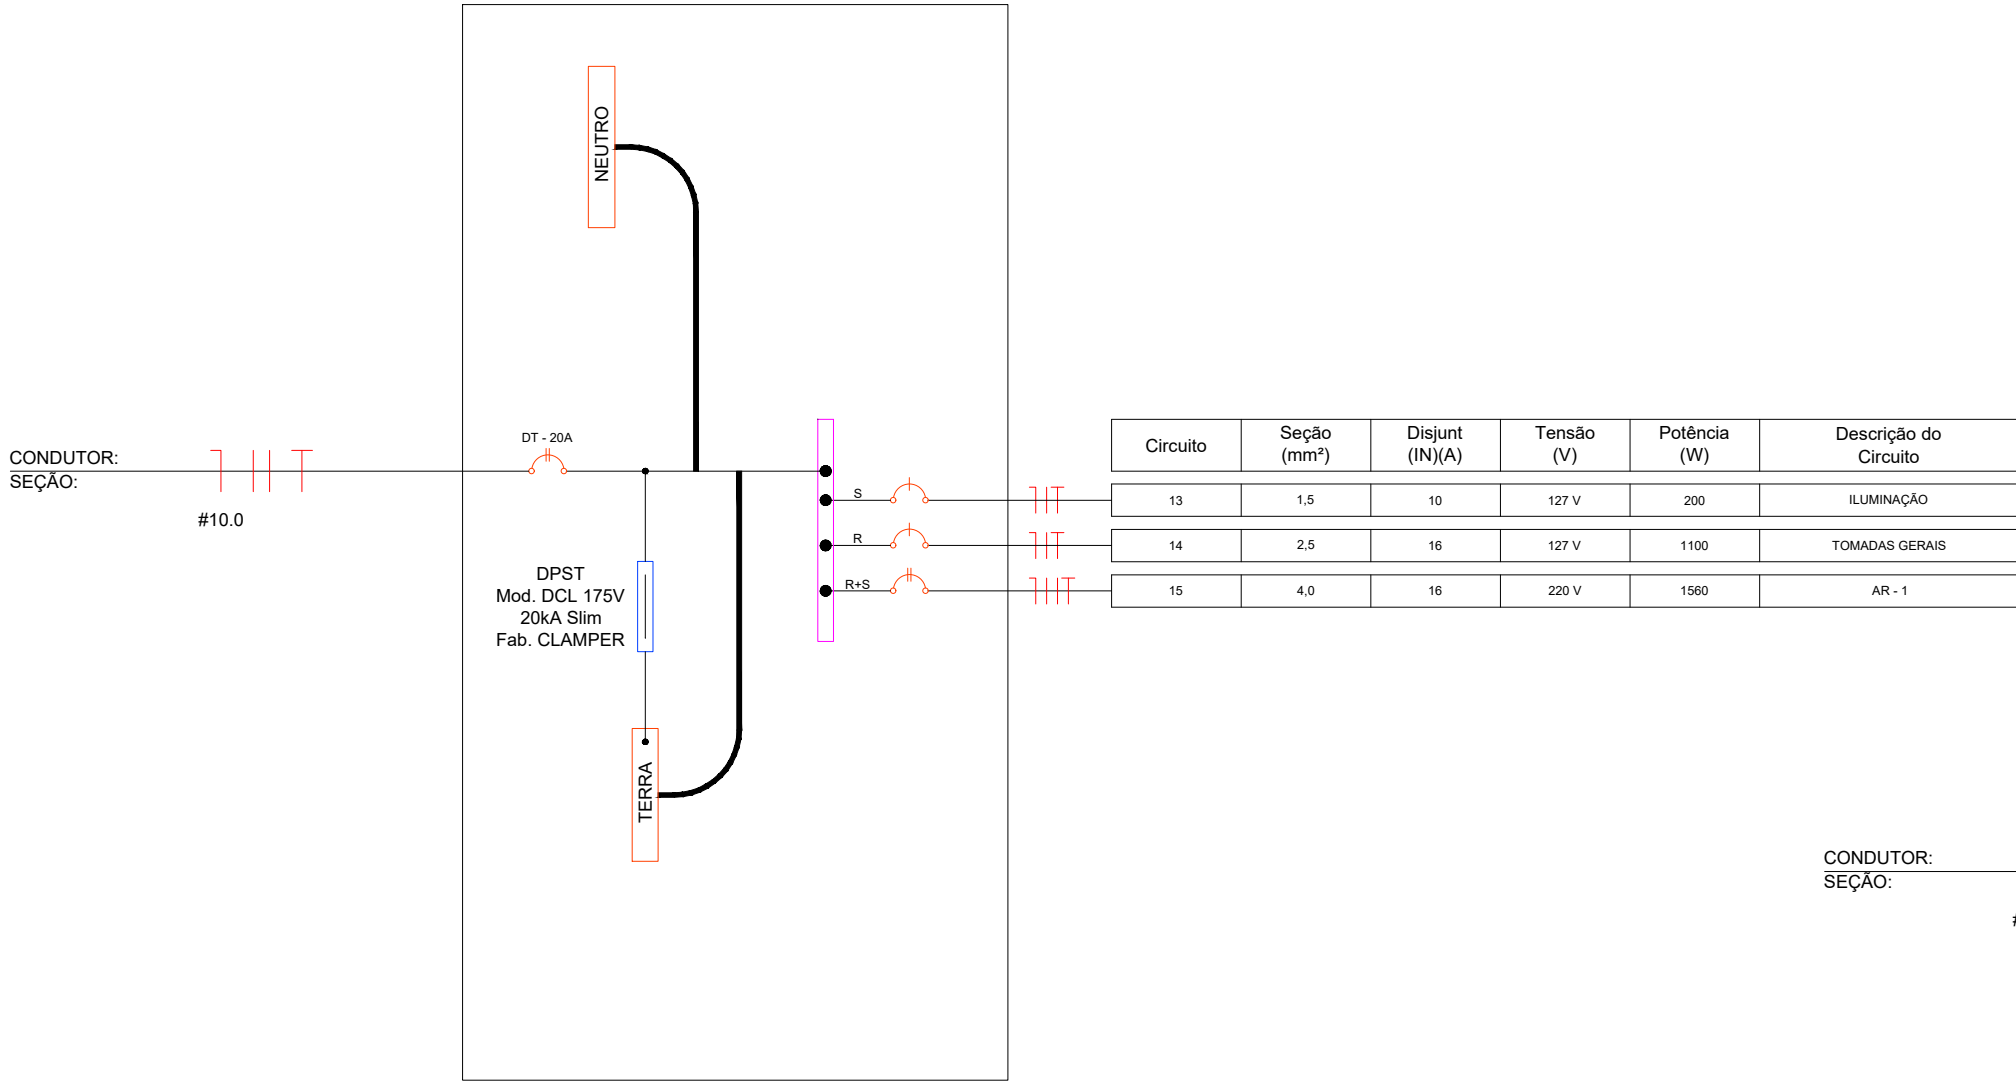 NEUTRO
DT - 20A
CONDUTOR:
SEÇÃO:
#10.0
DPST
Mod. DCL 175V
20kA Slim
Fab. CLAMPER
TERRA
S
R
R+S
Circuito Seção (mm²) Disjunt (IN)(A) Tensão (V) Potência (W) Descrição do Circuito
13 1,5 10 127 V 200 ILUMINAÇÃO
14 2,5 16 127 V 1100 TOMADAS GERAIS
15 4,0 16 220 V 1560 AR - 1
CONDUTOR:
SEÇÃO: